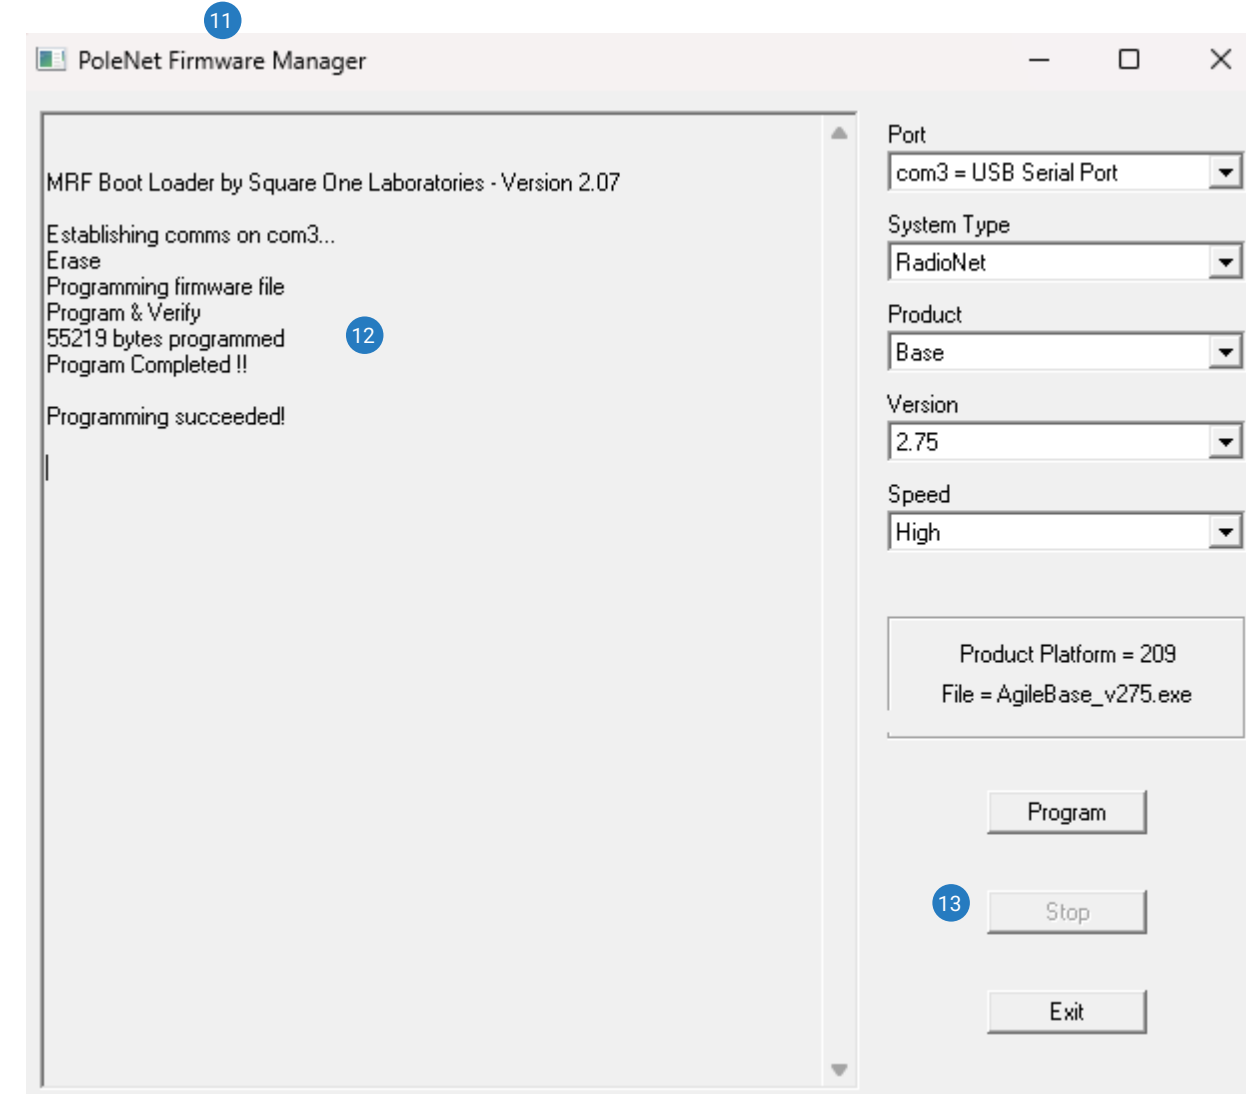 11
PoleNet Firmware Manager
MRF Boot Loader by Square One Laboratories - Version 2.07
Establishing comms on com3...
Erase
Programming firmware file
Program & Verify
55219 bytes programmed
12
Program Completed !!
Programming succeeded!
Port
com3 = USB Serial Port
System Type
RadioNet
Product
Base
Version
2.75
Speed
High
Product Platform = 209
File = AgileBase_v275.exe
Program
13
Stop
Exit